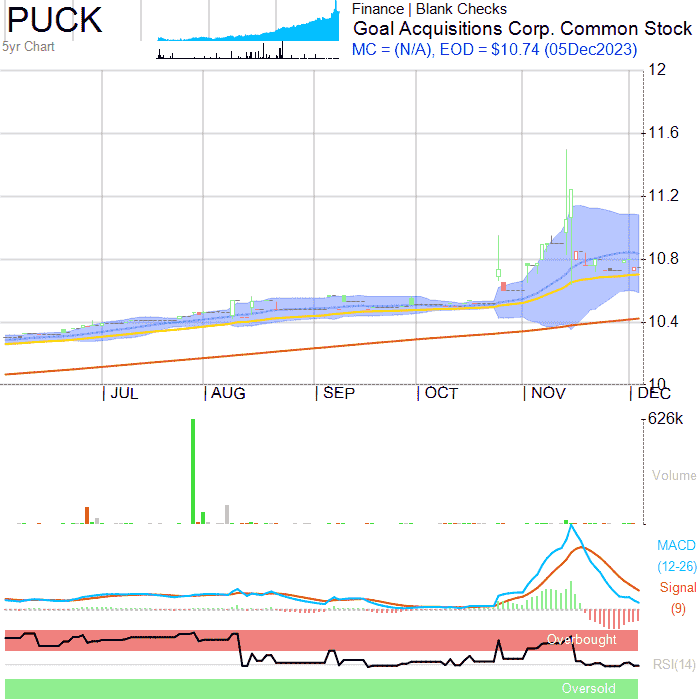 PUCK
5yr Chart
Finance | Blank Checks
Goal Acquisitions Corp. Common Stock
MC = (N/A), EOD = $10.74 (05Dec2023)
12
11.6
11.2
10.8
10.4
10
JUL AUG SEP OCT NOV DEC
626k
Volume
MACD
(12-26)
Signal
(9)
Overbought
RSI(14)
Oversold